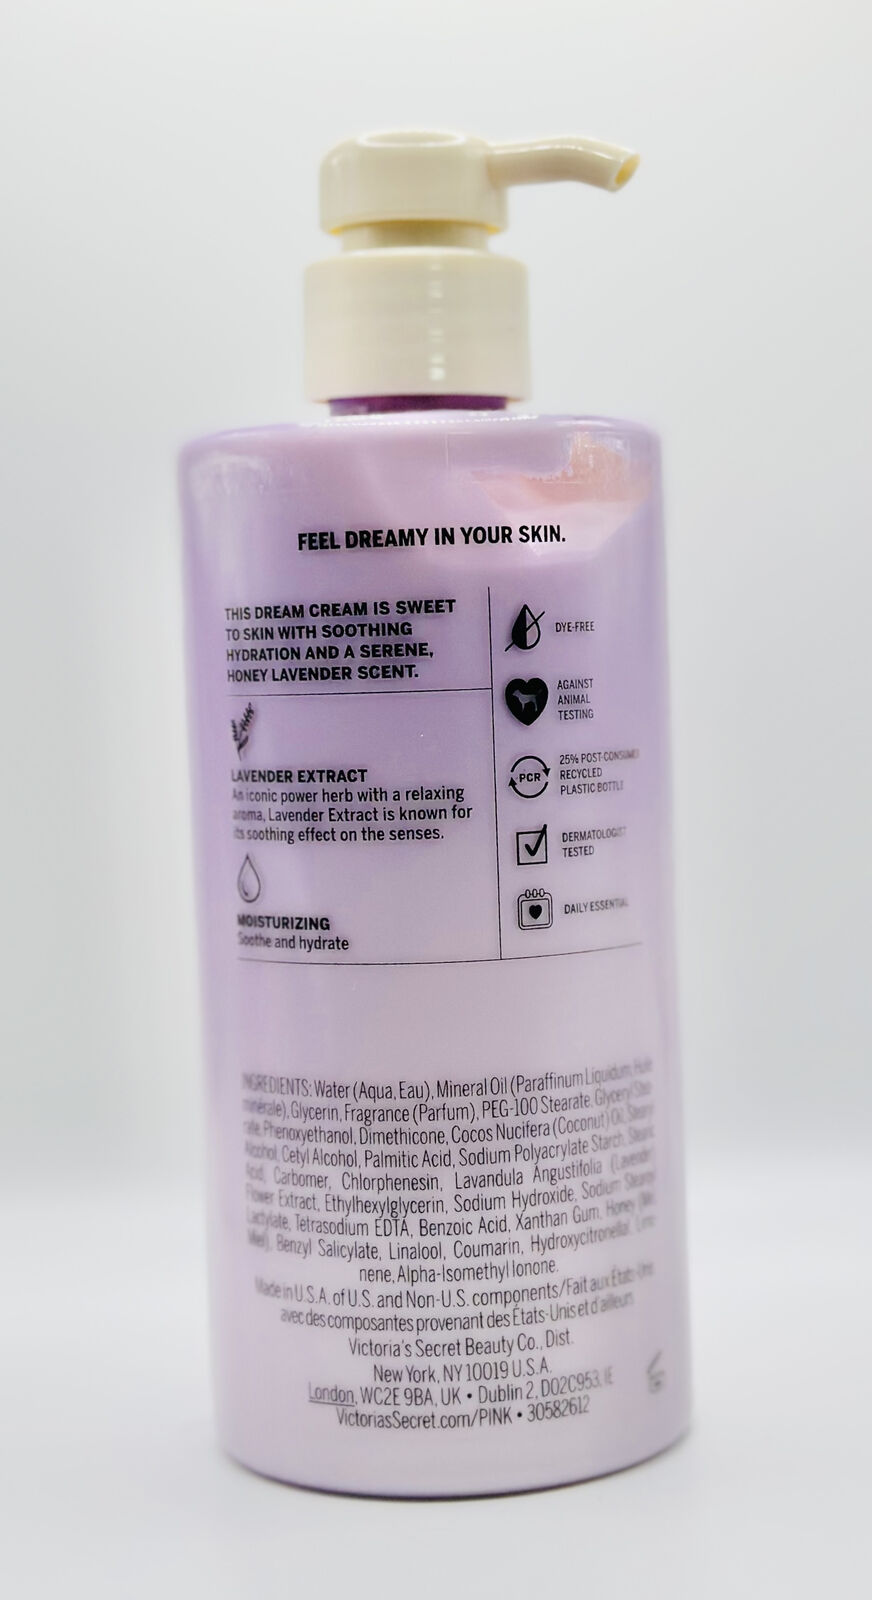 FEEL DREAMY IN YOUR SKIN.
THIS DREAM CREAM IS SWEET
TO SKIN WITH SOOTHING
HYDRATION AND A SERENE,
HONEY LAVENDER SCENT.
LAVENDER EXTRACT
An iconic power herb with a relaxing
aroma, Lavender Extract is known for
its soothing effect on the senses.
MOISTURIZING
Soothe and hydrate
DYE-FREE
AGAINST
ANIMAL
TESTING
PCR
25% POST-CONSUMER
RECYCLED
PLASTIC BOTTLE
DERMATOLOGIST
TESTED
DAILY ESSENTIAL
INGREDIENTS: Water (Aqua, Eau), Mineral Oil (Paraffinum Liquidum, Huile
minérale), Glycerin, Fragrance (Parfum), PEG-100 Stearate, Glyceryl Stea-
rate, Phenoxyethanol, Dimethicone, Cocos Nucifera (Coconut) Oil, Stearyl
Alcohol, Cetyl Alcohol, Palmitic Acid, Sodium Polyacrylate Starch, Stearic
Acid, Carbomer, Chlorphenesin, Lavandula Angustifolia (Lavender)
Flower Extract, Ethylhexylglycerin, Sodium Hydroxide, Sodium Stearoyl
Lactylate, Tetrasodium EDTA, Benzoic Acid, Xanthan Gum, Honey (Mel,
Miel), Benzyl Salicylate, Linalool, Coumarin, Hydroxycitronellal, Limo-
nene, Alpha-Isomethyl Ionone.
Made in U.S.A. of U.S. and Non-U.S. components/Fait aux États-Unis
avec des composantes provenant des États-Unis et d'ailleurs
Victoria's Secret Beauty Co., Dist.
New York, NY 10019 U.S.A.
London, WC2E 9BA, UK • Dublin 2, D02C953, IE
VictoriasSecret.com/PINK • 30582612